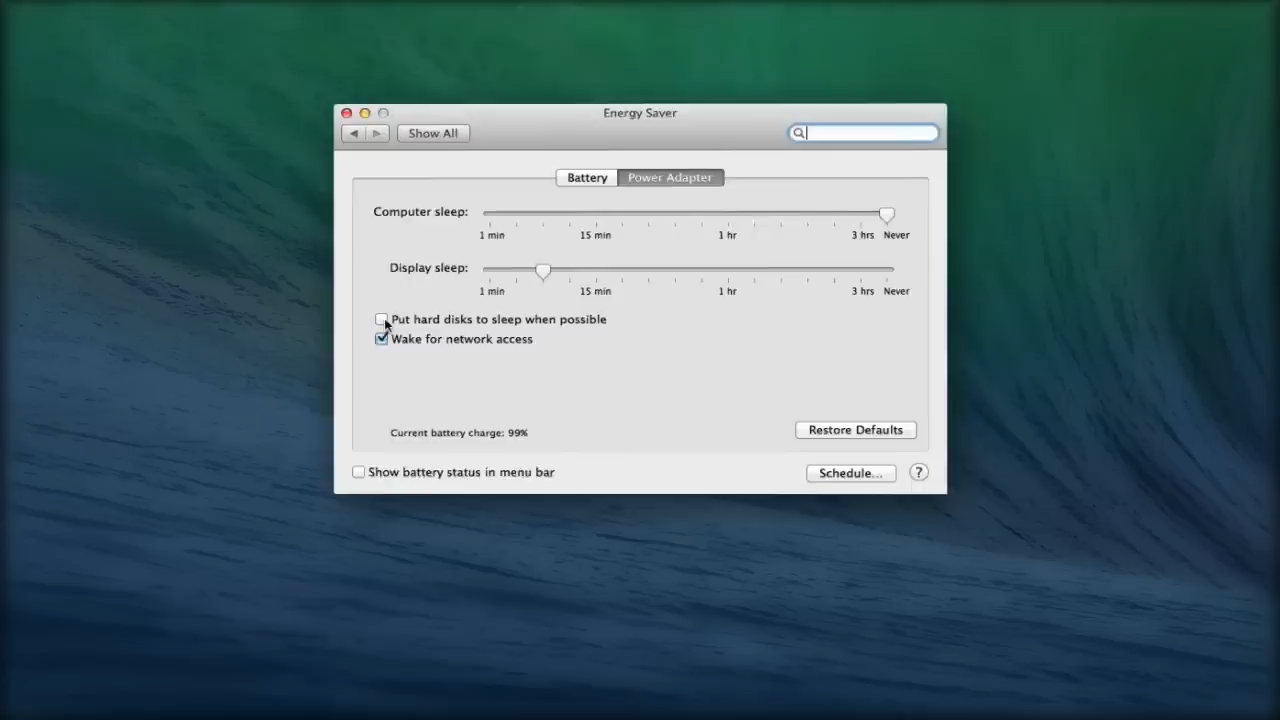 Energy Saver
Show All
Battery Power Adapter
Computer sleep:
1 min 15 min 1 hr 3 hrs Never
Display sleep:
1 min 15 min 1 hr 3 hrs Never
Put hard disks to sleep when possible
Wake for network access
Current battery charge: 99%
Restore Defaults
Show battery status in menu bar
Schedule... ?